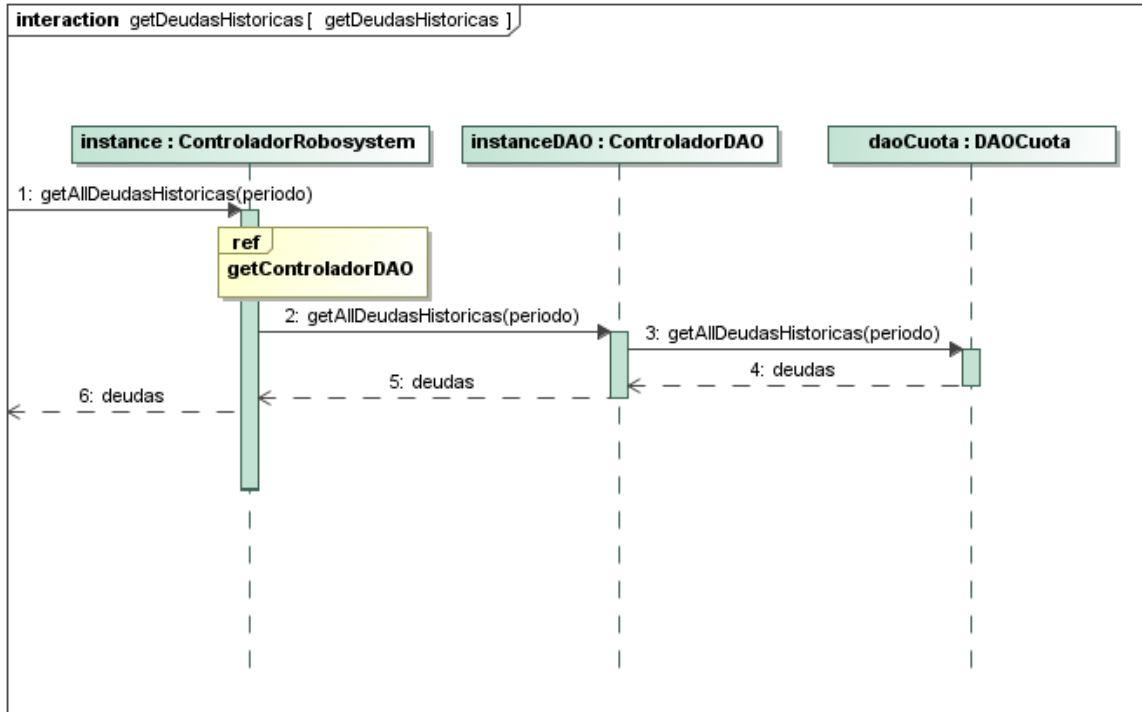 interaction getDeudasHistoricas[ getDeudasHistoricas ]
instance : ControladorRobosystem
instanceDAO : ControladorDAO
daoCuota : DAOCuota
1: getAllDeudasHistoricas(periodo)
ref
getControladorDAO
2: getAllDeudasHistoricas(periodo)
3: getAllDeudasHistoricas(periodo)
4: deudas
5: deudas
6: deudas